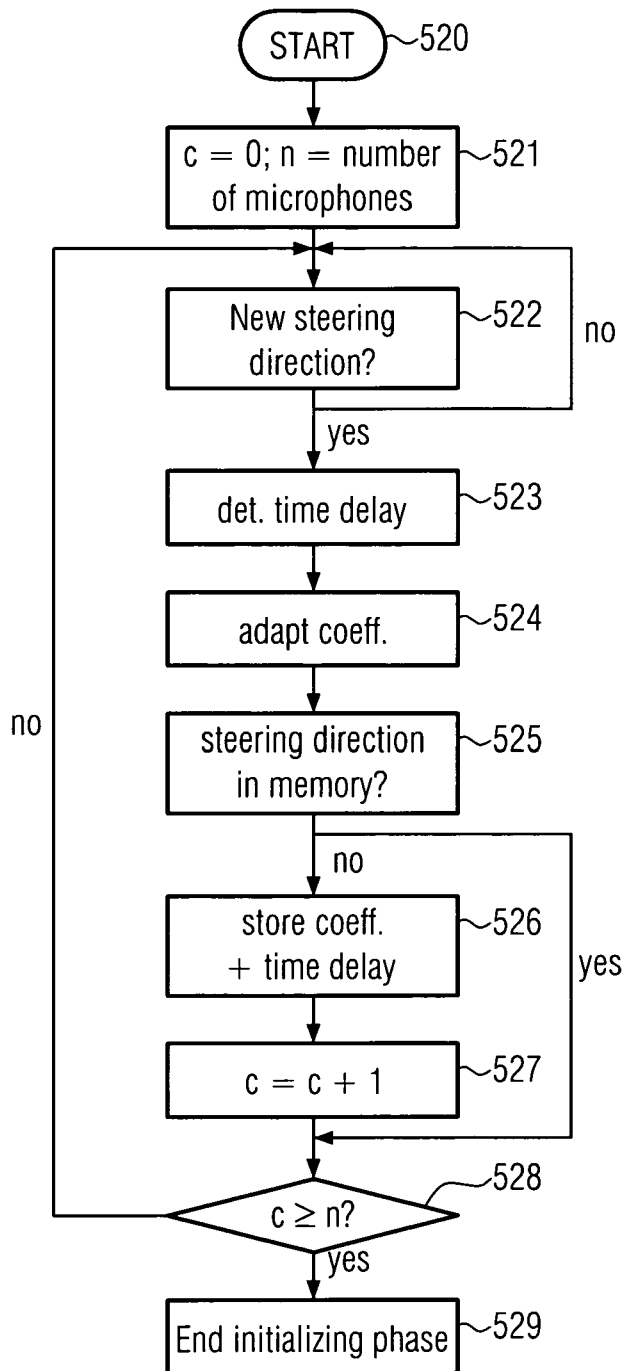 START
520
c = 0; n = number
of microphones
521
New steering
direction?
522
no
yes
det. time delay
523
adapt coeff.
524
no
steering direction
in memory?
525
no
store coeff.
+ time delay
526
yes
c = c + 1
527
c ≥ n?
528
yes
End initializing phase
529